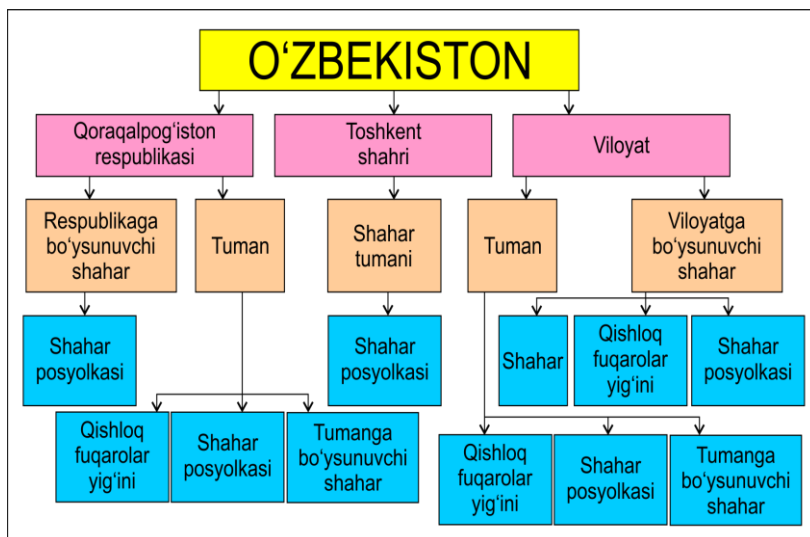 O‘ZBEKISTON
Qoraqalpog‘iston
respublikasi
Toshkent
shahri
Viloyat
Respublikaga
bo‘ysunuvchi
shahar
Tuman
Shahar
tumani
Tuman
Viloyatga
bo‘ysunuvchi
shahar
Shahar
posyolkasi
Shahar
posyolkasi
Shahar
Qishloq
fuqarolar
yig‘ini
Shahar
posyolkasi
Qishloq
fuqarolar
yig‘ini
Shahar
posyolkasi
Tumanga
bo‘ysunuvchi
shahar
Qishloq
fuqarolar
yig‘ini
Shahar
posyolkasi
Tumanga
bo‘ysunuvchi
shahar